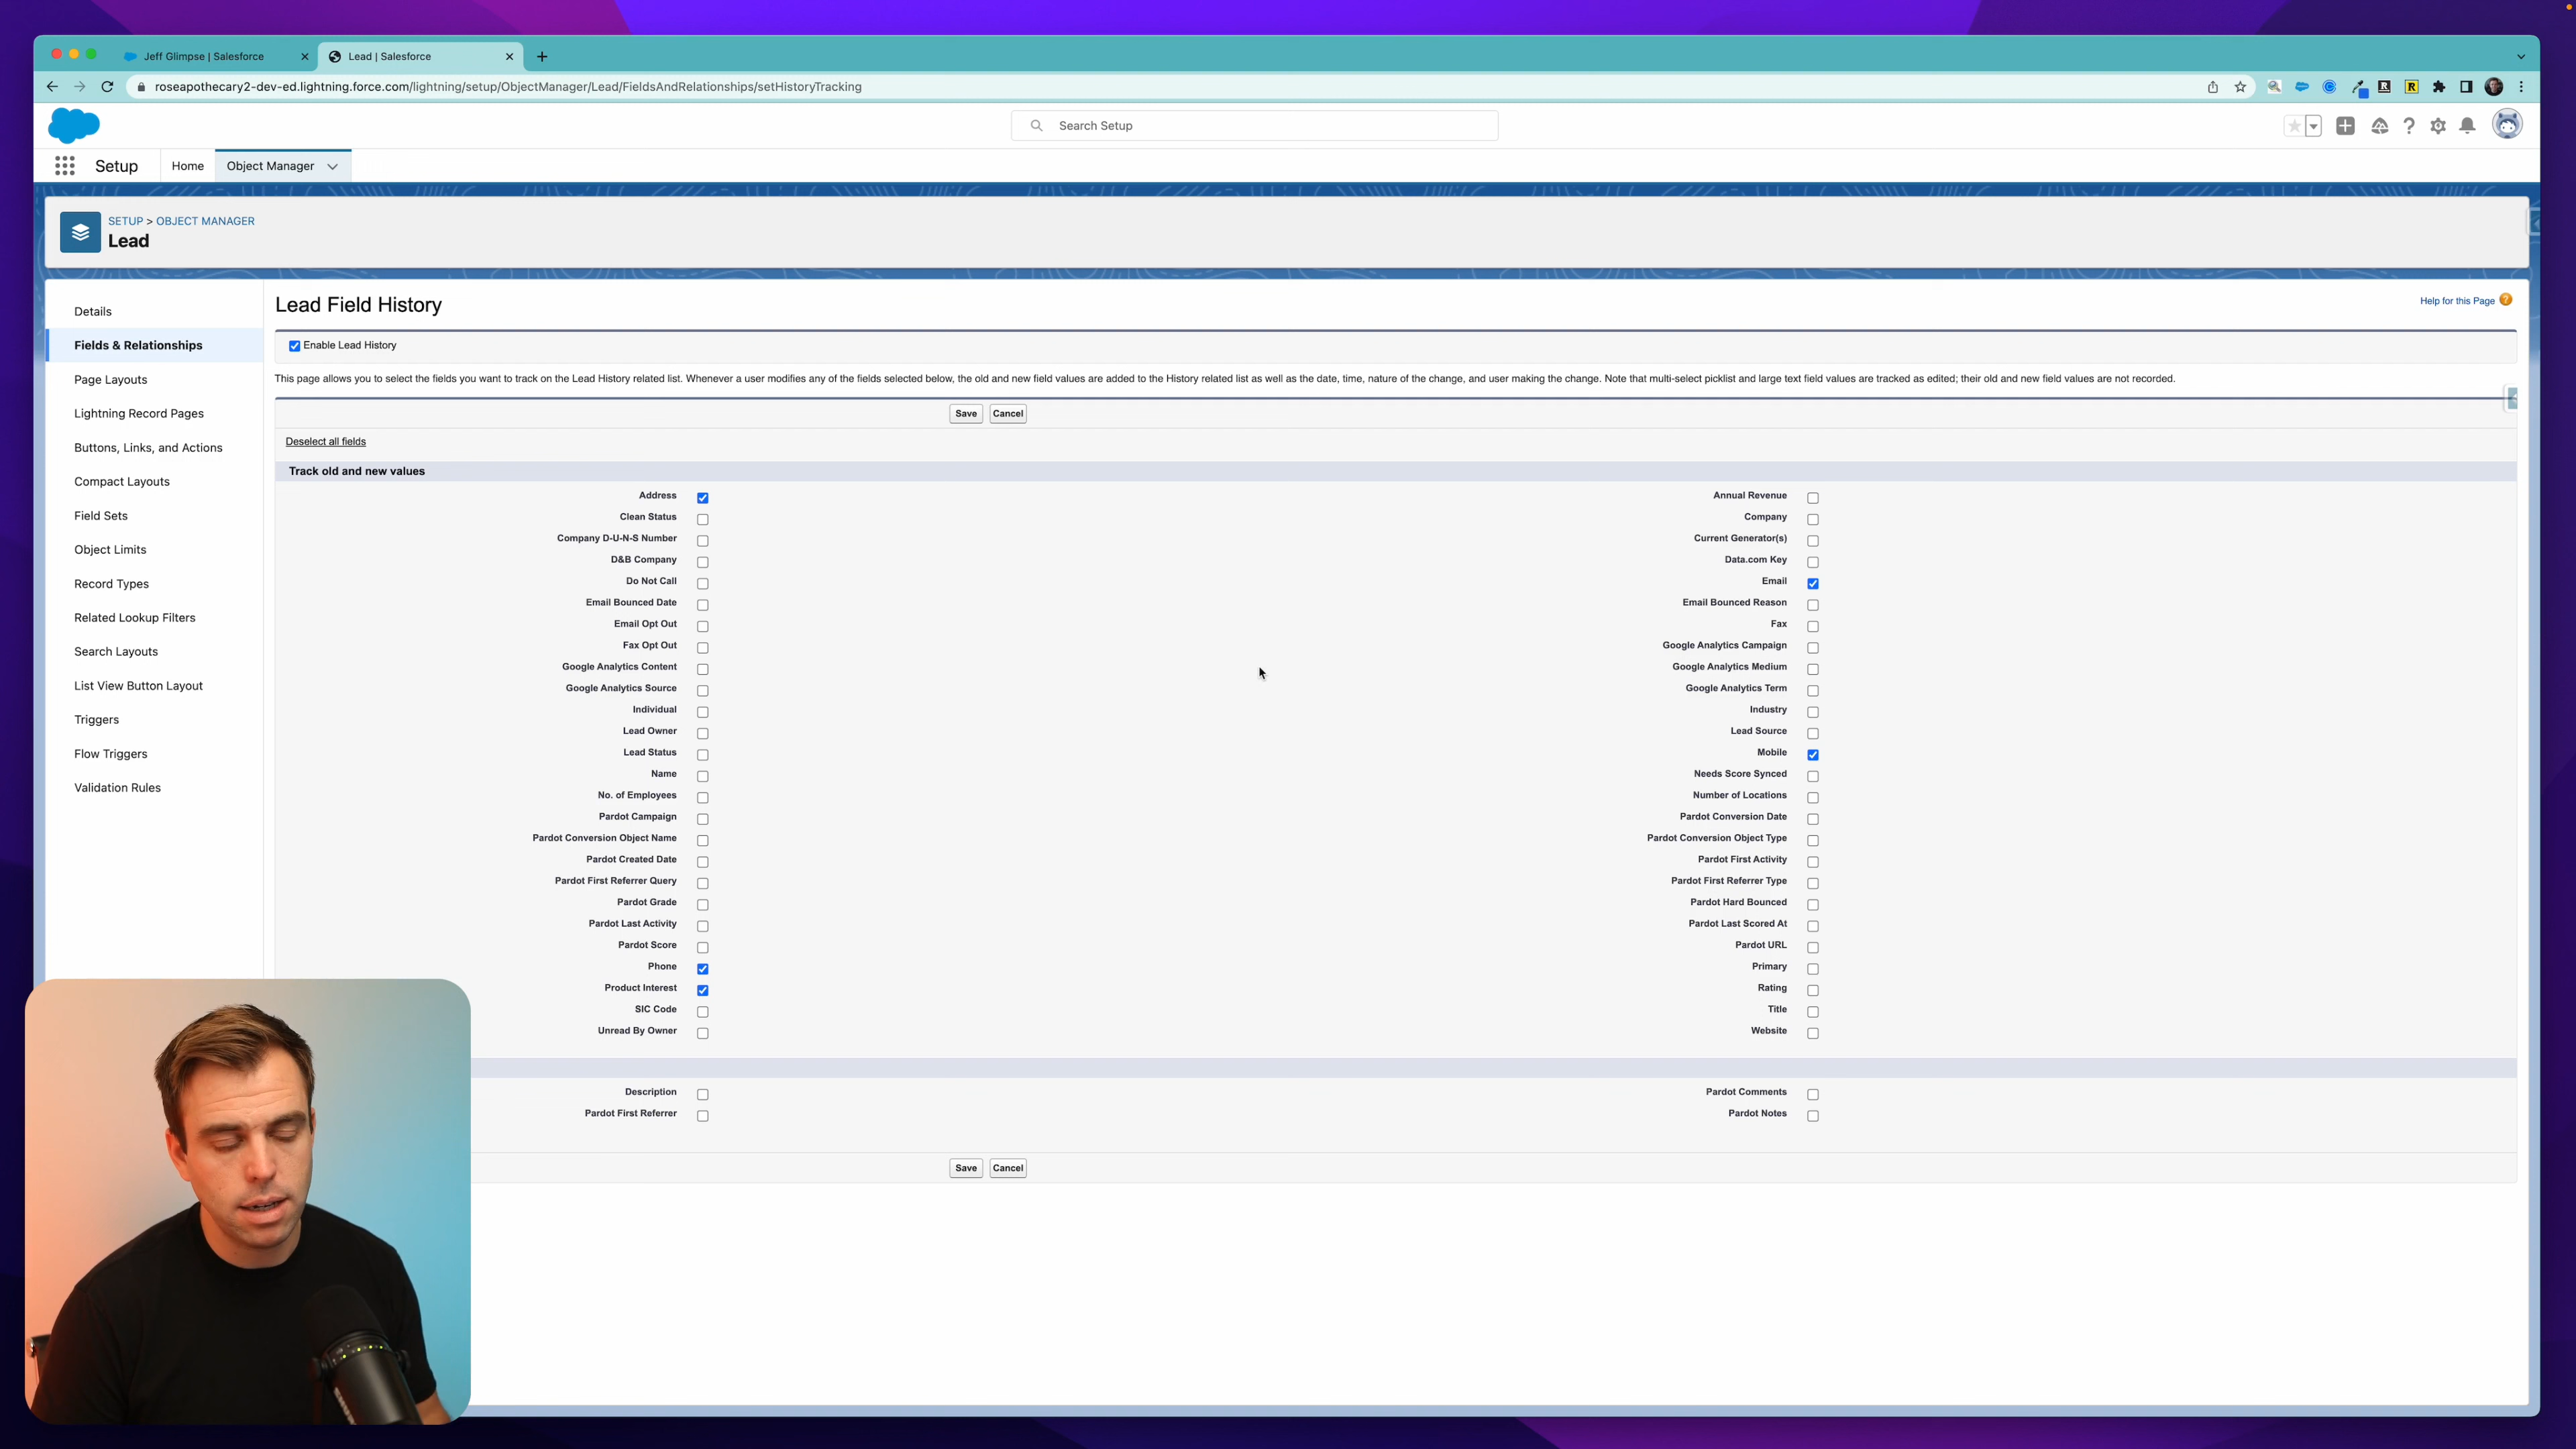 Jeff Glimpse | Salesforce
Lead | Salesforce
roseapothecary2-dev-ed.lightning.force.com/lightning/setup/ObjectManager/Lead/FieldsAndRelationships/setHistoryTracking
Search Setup
Setup
Home
Object Manager
SETUP > OBJECT MANAGER
Lead
Details
Fields & Relationships
Page Layouts
Lightning Record Pages
Buttons, Links, and Actions
Compact Layouts
Field Sets
Object Limits
Record Types
Related Lookup Filters
Search Layouts
List View Button Layout
Triggers
Flow Triggers
Validation Rules
Lead Field History
Help for this Page
Enable Lead History
This page allows you to select the fields you want to track on the Lead History related list. Whenever a user modifies any of the fields selected below, the old and new field values are added to the History related list as well as the date, time, nature of the change, and user making the change. Note that multi-select picklist and large text field values are tracked as edited; their old and new field values are not recorded.
Save Cancel
Deselect all fields
Track old and new values
Address Annual Revenue
Clean Status Company
Company D-U-N-S Number Current Generator(s)
D&B Company Data.com Key
Do Not Call Email
Email Bounced Date Email Bounced Reason
Email Opt Out Fax
Fax Opt Out Google Analytics Campaign
Google Analytics Content Google Analytics Medium
Google Analytics Source Google Analytics Term
Individual Industry
Lead Owner Lead Source
Lead Status Mobile
Name Needs Score Synced
No. of Employees Number of Locations
Pardot Campaign Pardot Conversion Date
Pardot Conversion Object Name Pardot Conversion Object Type
Pardot Created Date Pardot First Activity
Pardot First Referrer Query Pardot First Referrer Type
Pardot Grade Pardot Hard Bounced
Pardot Last Activity Pardot Last Scored At
Pardot Score Pardot URL
Phone Primary
Product Interest Rating
SIC Code Title
Unread By Owner Website
Description Pardot Comments
Pardot First Referrer Pardot Notes
Save Cancel